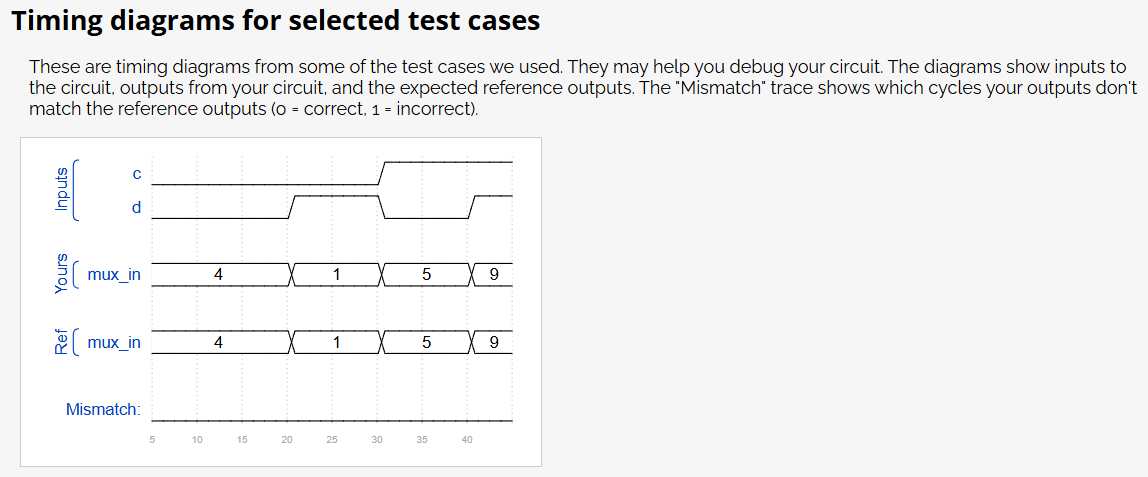 Timing diagrams for selected test cases
These are timing diagrams from some of the test cases we used. They may help you debug your circuit. The diagrams show inputs to
the circuit, outputs from your circuit, and the expected reference outputs. The "Mismatch" trace shows which cycles your outputs don't
match the reference outputs (0 = correct, 1 = incorrect).
Inputs
c
d
Yours
mux_in 4 1 5 9
Ref
mux_in 4 1 5 9
Mismatch:
5 10 15 20 25 30 35 40